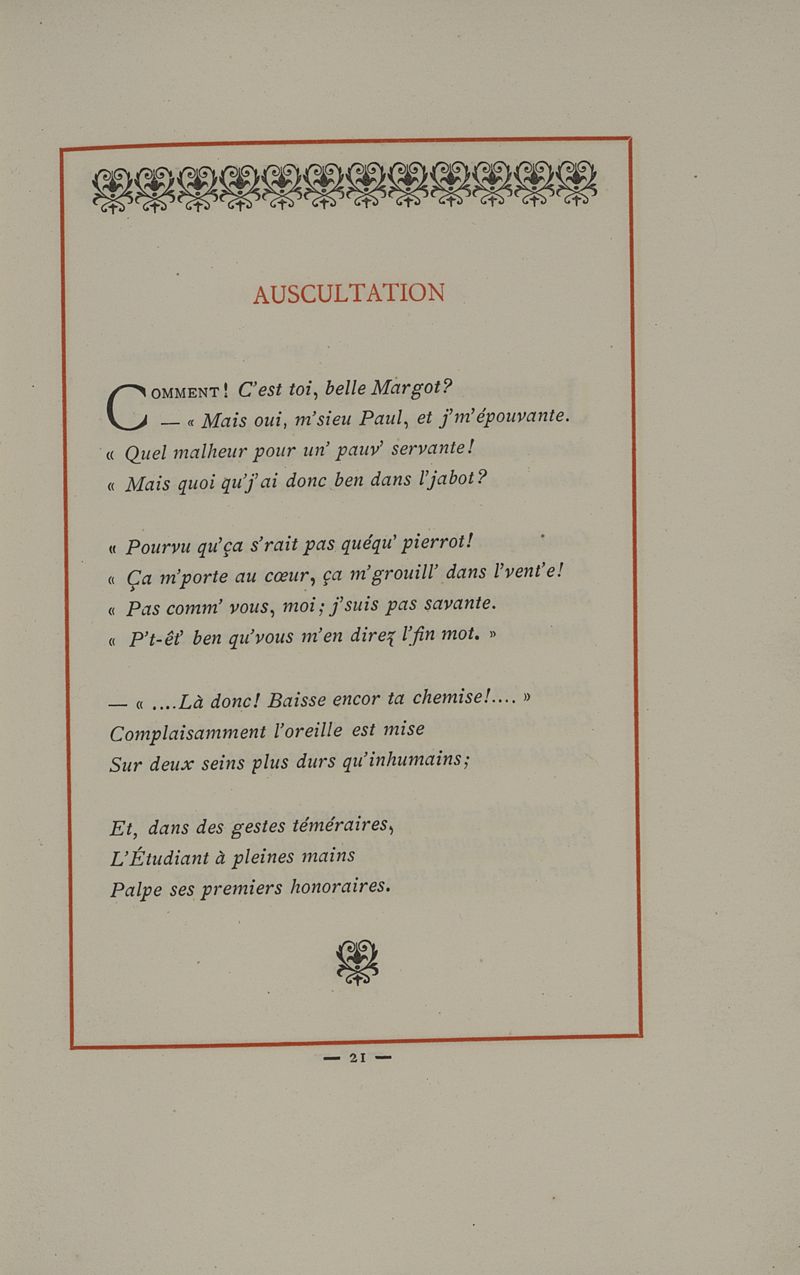 AUSCULTATION
COMMENT! C'est toi, belle Margot?
— « Mais oui, m'sieu Paul, et j'm'épouvante.
« Quel malheur pour un' pauv' servante!
« Mais quoi qu'j'ai donc ben dans l'jabot?
« Pourvu qu'ça s'rait pas quéqu' pierrot!
« Ça m'porte au cœur, ça m'grouill' dans l'vent'e!
« Pas comm' vous, moi; j'suis pas savante.
« P't-êt' ben qu'vous m'en direz l'fin mot. »
— « ....Là donc! Baisse encor ta chemise!.... »
Complaisamment l'oreille est mise
Sur deux seins plus durs qu'inhumains;
Et, dans des gestes téméraires,
L'Étudiant à pleines mains
Palpe ses premiers honoraires.
— 21 —